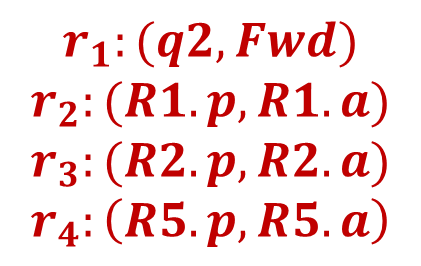 r₁: (q2, Fwd)
r₂: (R1.p, R1.a)
r₃: (R2.p, R2.a)
r₄: (R5.p, R5.a)